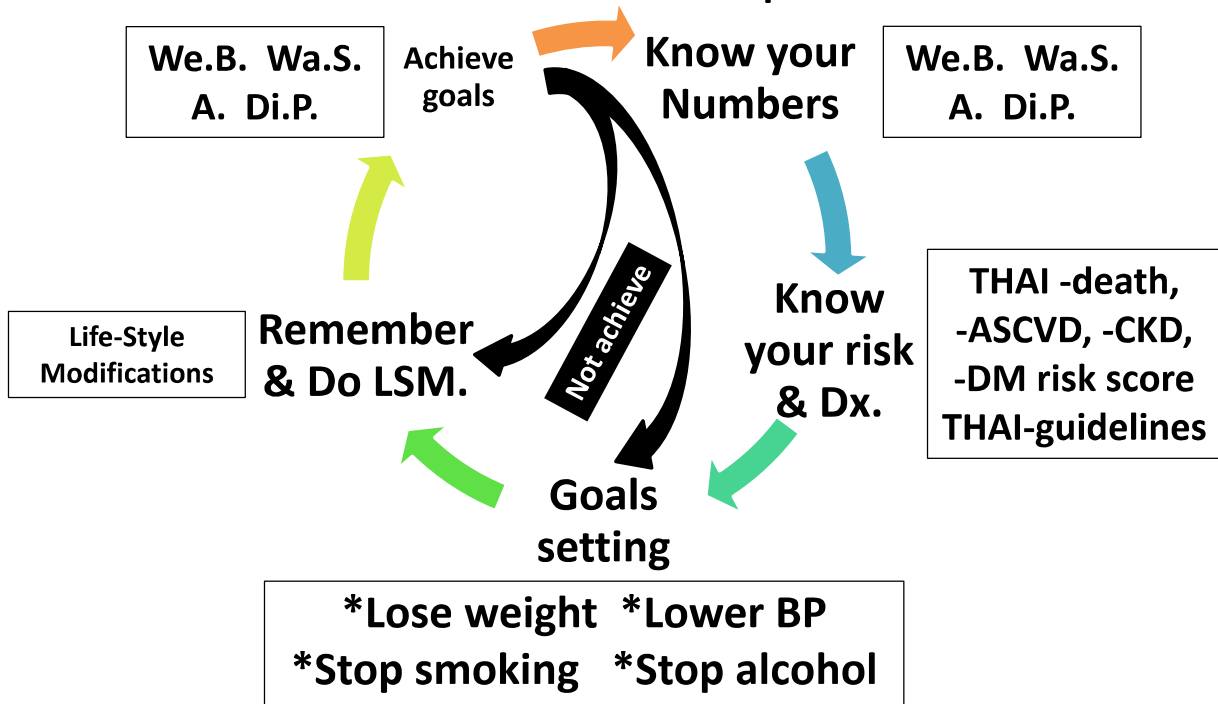 We.B. Wa.S.
A. Di.P.
Achieve
goals
Know your
Numbers
We.B. Wa.S.
A. Di.P.
Know
your risk
& Dx.
THAI -death,
-ASCVD, -CKD,
-DM risk score
THAI-guidelines
Goals
setting
*Lose weight *Lower BP
*Stop smoking *Stop alcohol
Remember
& Do LSM.
Life-Style
Modifications
Not achieve